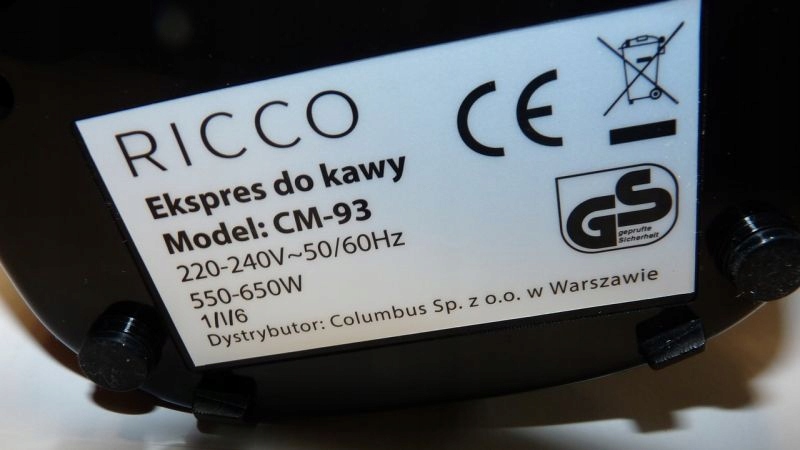 RICCO
CE
Ekspres do kawy
Model: CM-93
220-240V~50/60Hz
550-650W
1/I/6
Dystrybutor: Columbus Sp. z o.o. w Warszawie
GS
geprüfte
Sicherheit